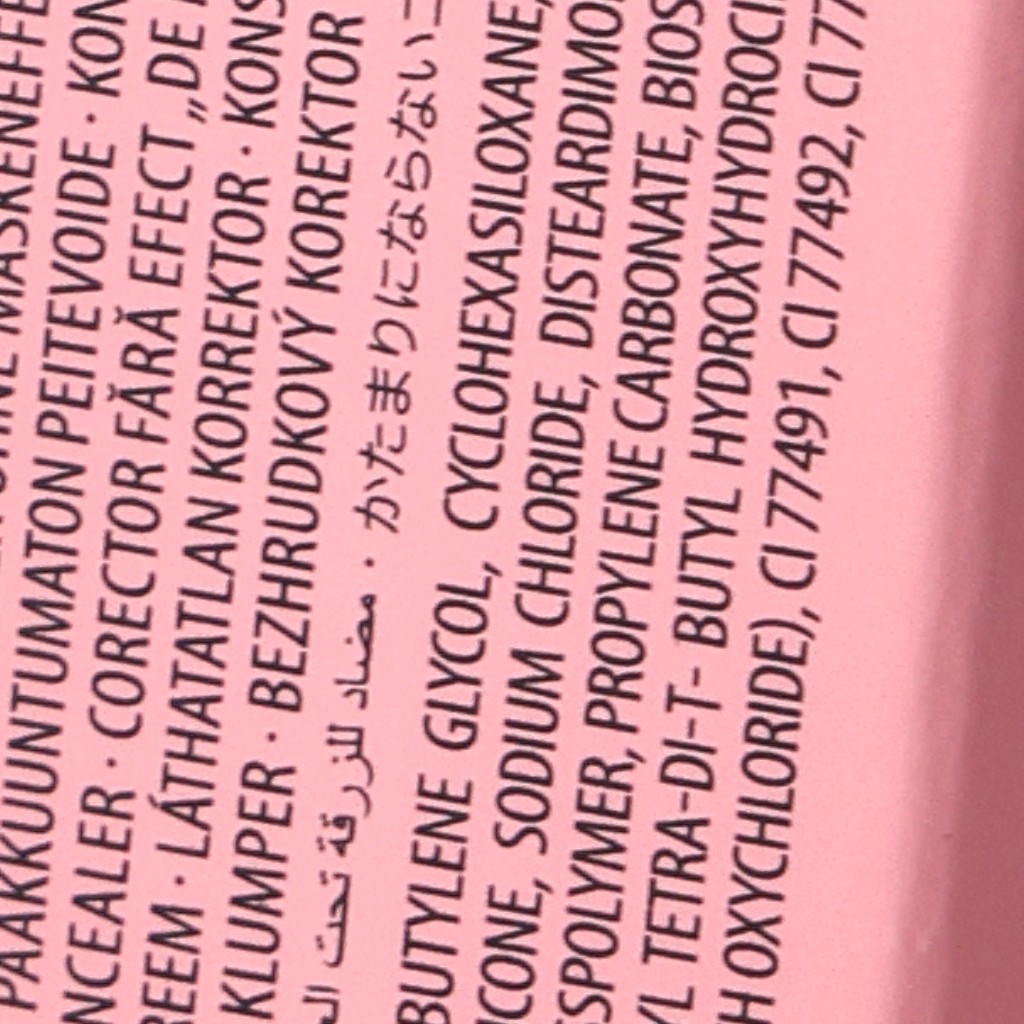 PAAKKUUNTUMATON PEITEVOIDE · KON
NCEALER · CORECTOR FĂRĂ EFECT „DE
REEM · LÁTHATATLAN KORREKTOR · KONS
KLUMPER · BEZHRUDKOVÝ KOREKTOR
مضاد للزرقة تحت · かたまりにならない
BUTYLENE GLYCOL, CYCLOHEXASILOXANE,
ICONE, SODIUM CHLORIDE, DISTEARDIMO
SPOLYMER, PROPYLENE CARBONATE, BIOS
YL TETRA-DI-T- BUTYL HYDROXYHYDROCI
H OXYCHLORIDE), CI 77491, CI 77492, CI 77